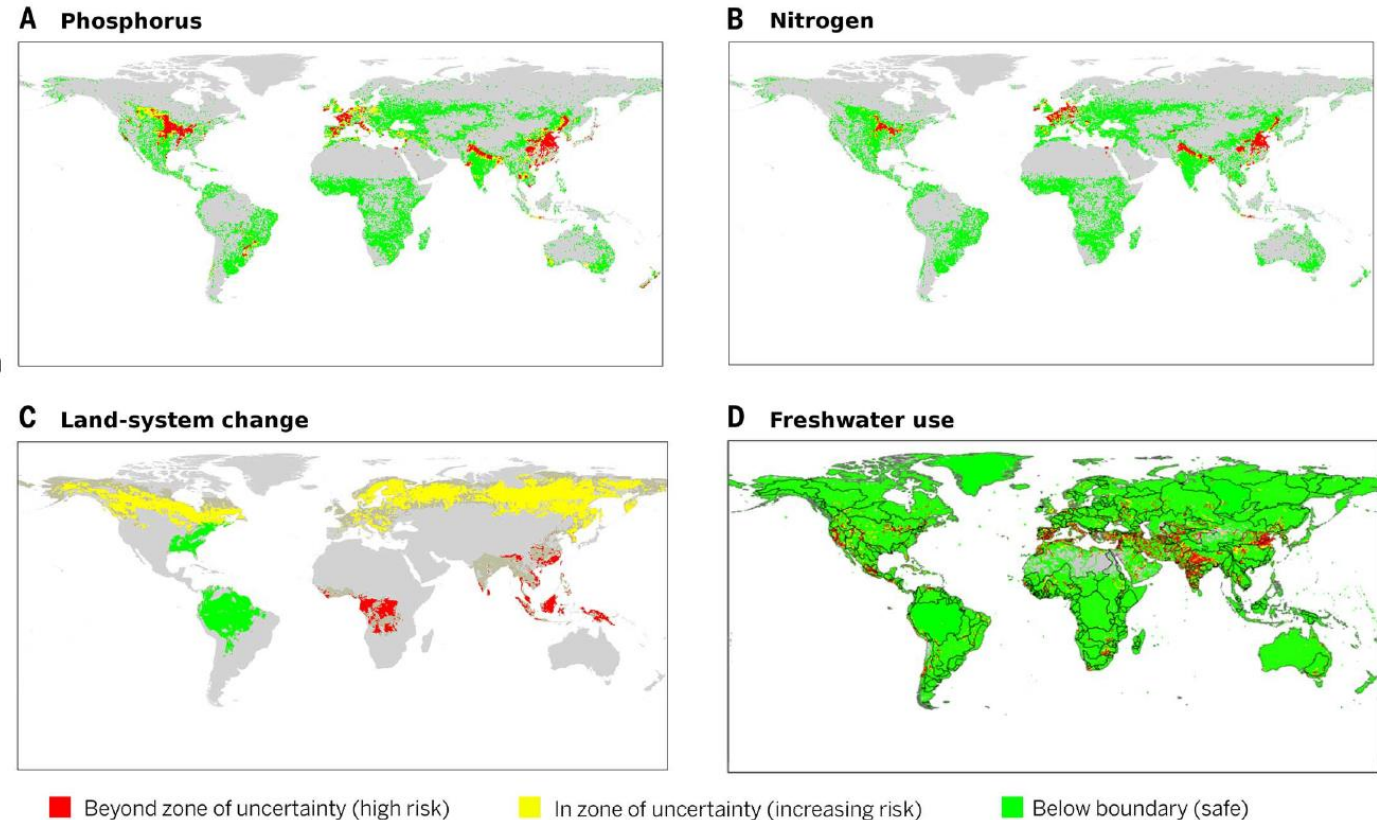 A Phosphorus
B Nitrogen
C Land-system change
D Freshwater use
Beyond zone of uncertainty (high risk)
In zone of uncertainty (increasing risk)
Below boundary (safe)